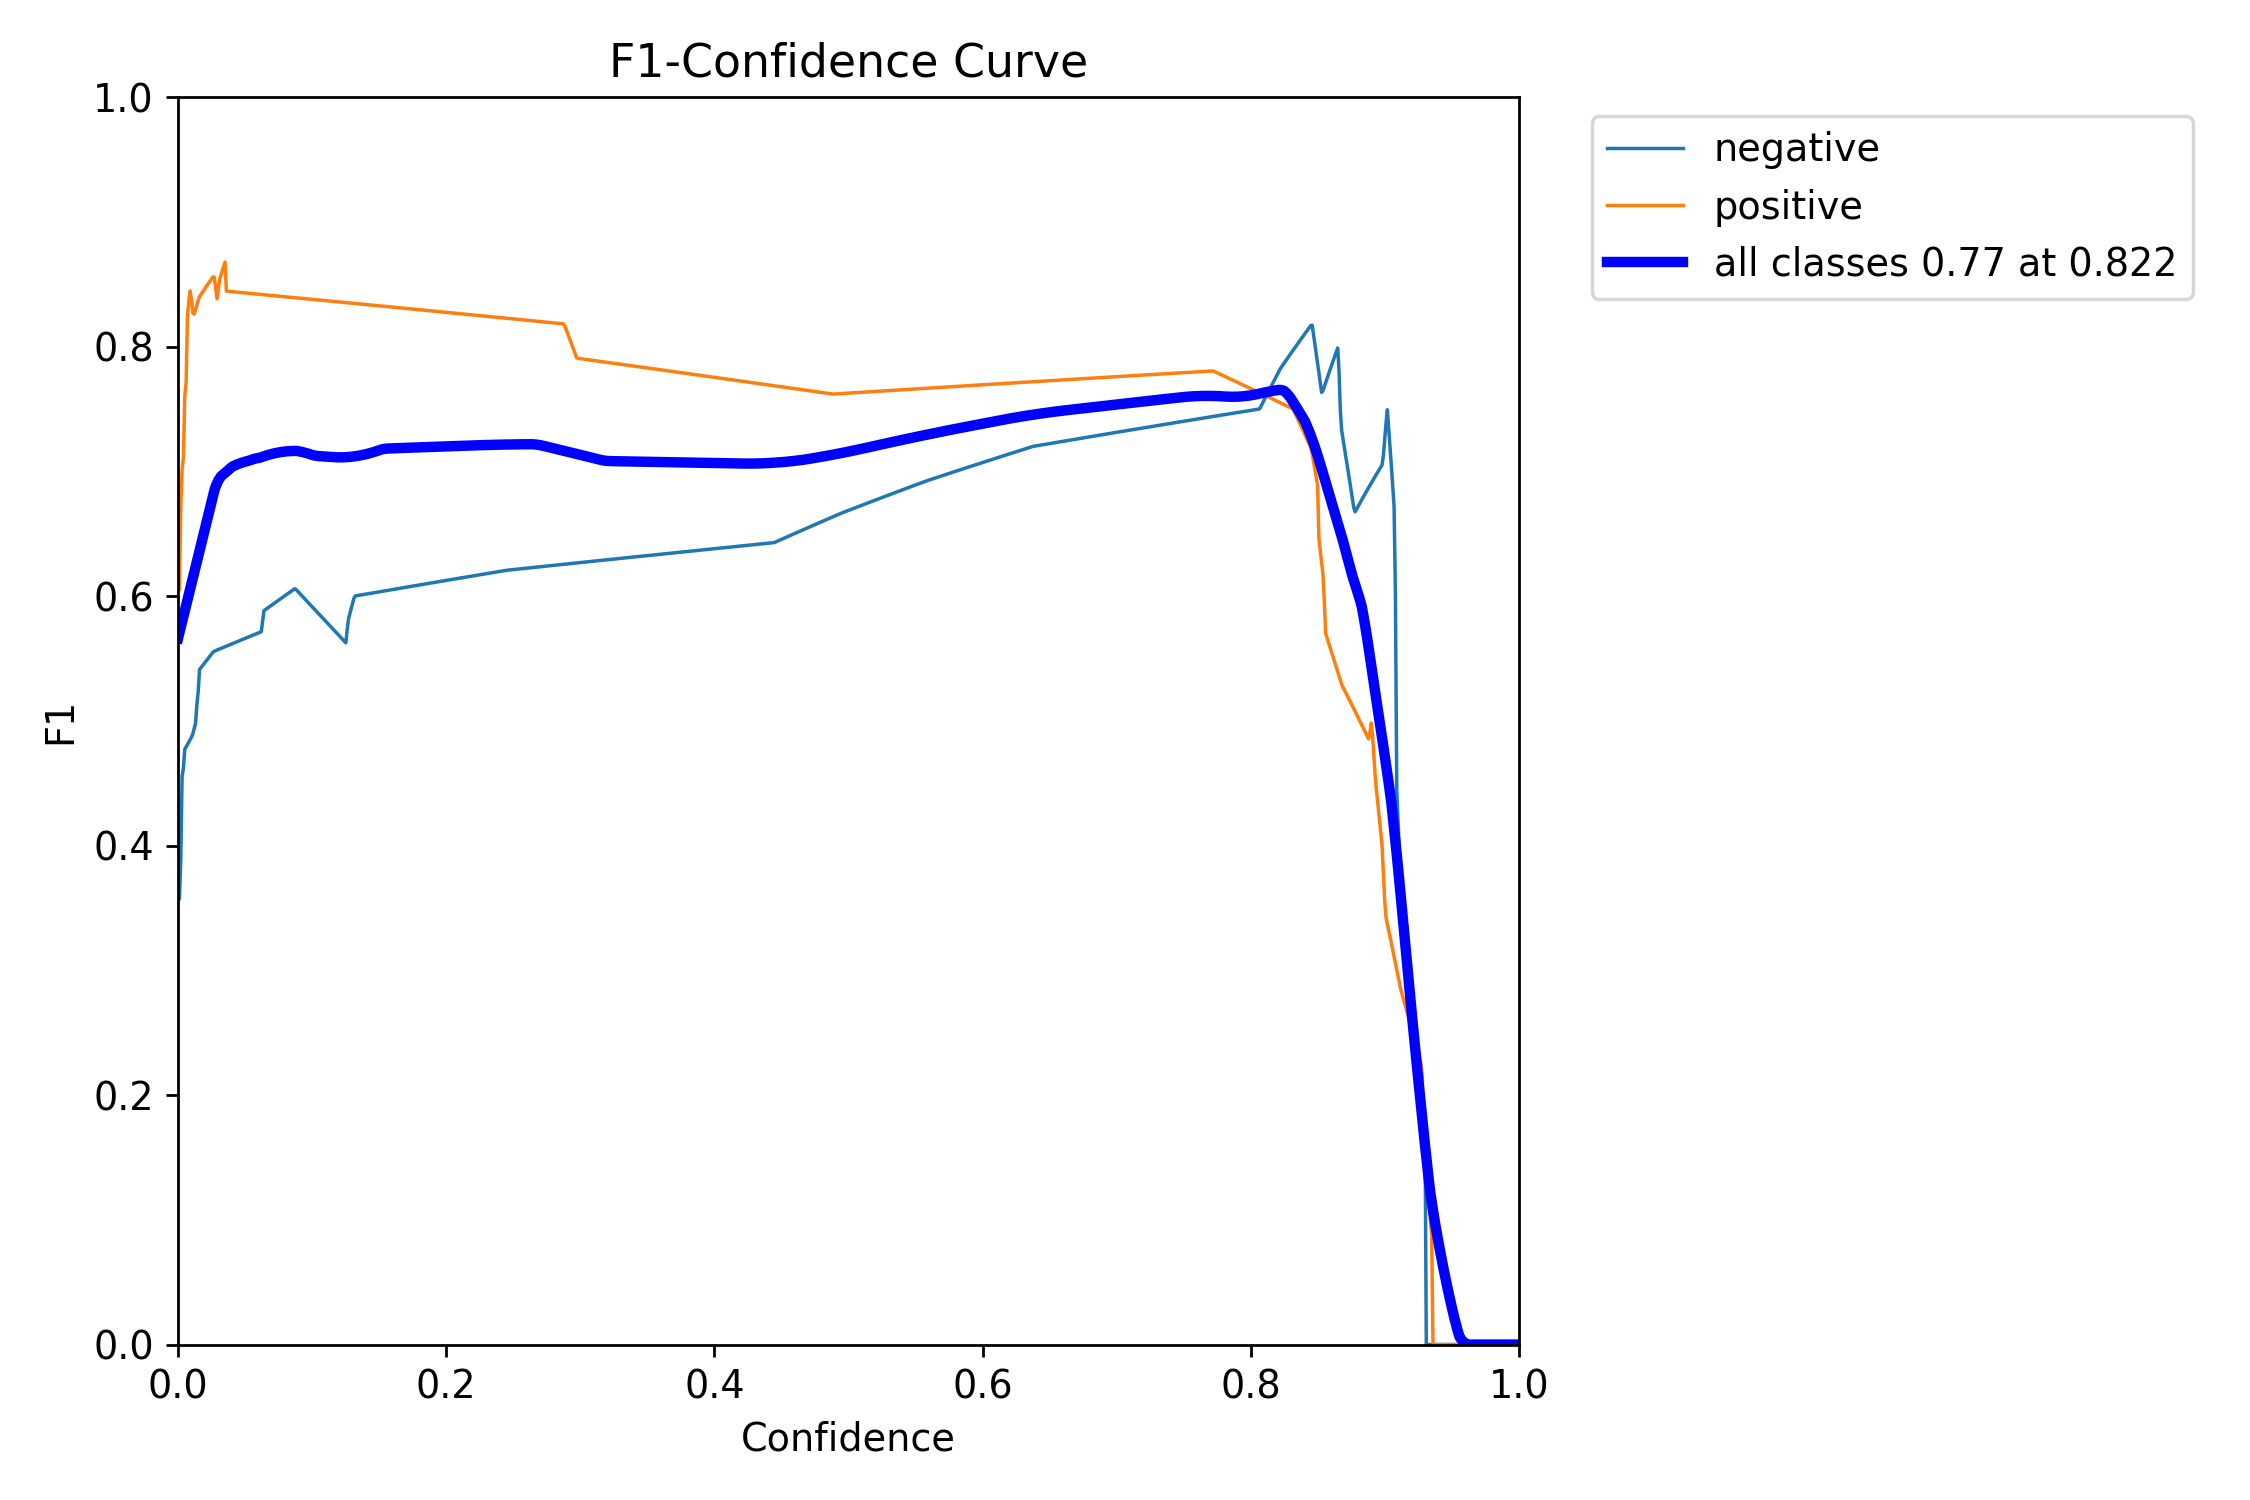 F1-Confidence Curve
negative
positive
all classes 0.77 at 0.822
1.0
0.8
0.6
0.4
0.2
0.0
F1
0.0 0.2 0.4 0.6 0.8 1.0
Confidence